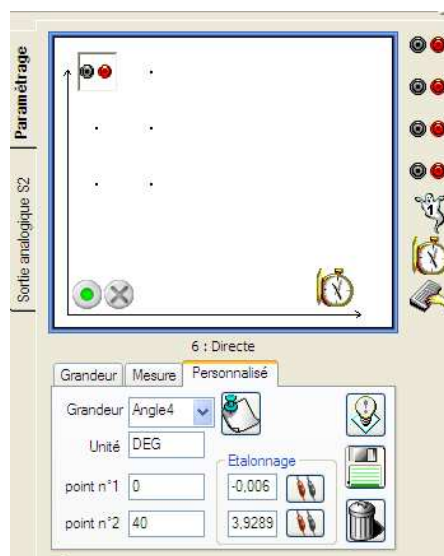 Paramétrage
Sortie analogique S2
1
6 : Directe
Grandeur Mesure Personnalisé
Grandeur Angle4
Unité DEG
Etalonnage
point n°1 0 -0,006
point n°2 40 3,9289